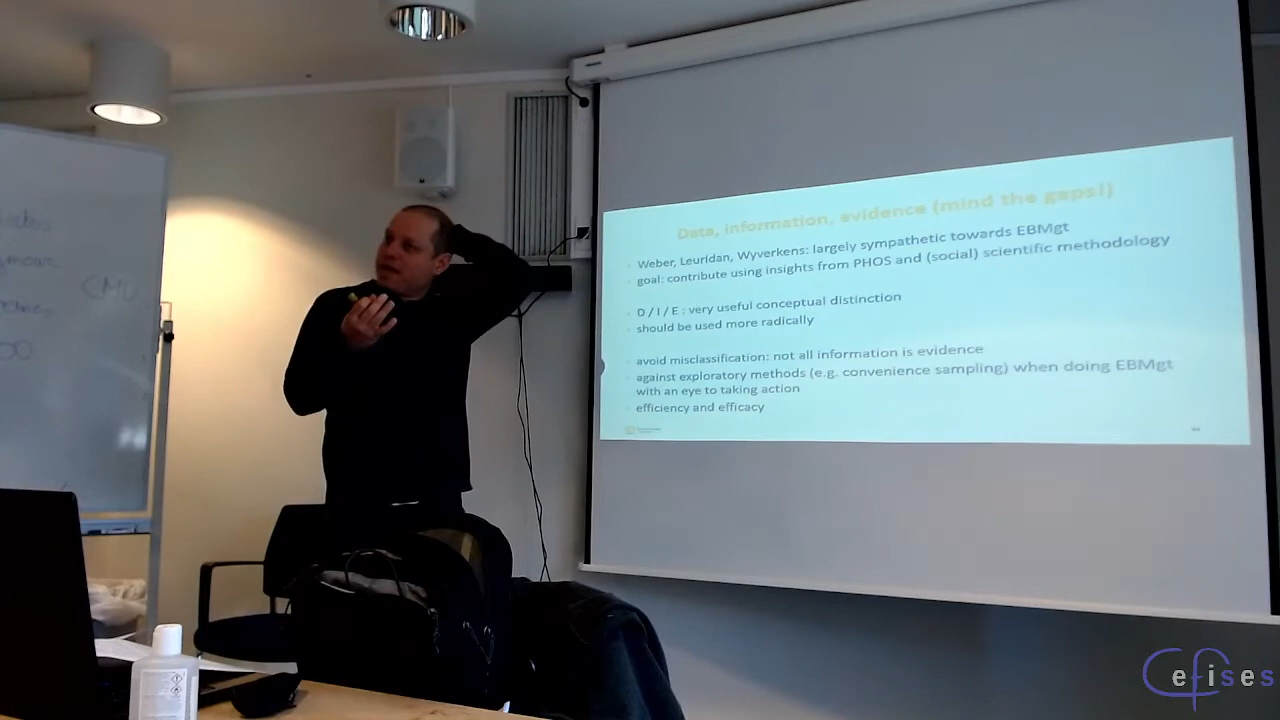 Data, information, evidence (mind the gaps!)
Weber, Leuridan, Wyverkens: largely sympathetic towards EBMgt
goal: contribute using insights from PHOS and (social) scientific methodology
D / I / E : very useful conceptual distinction
should be used more radically
avoid misclassification: not all information is evidence
against exploratory methods (e.g. convenience sampling) when doing EBMgt
with an eye to taking action
efficiency and efficacy
CMU
Cefises